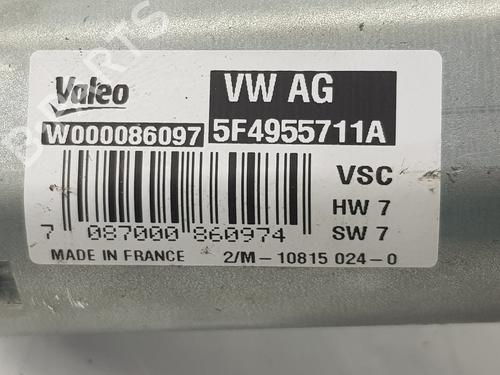 Valeo
VW AG
W000086097
5F4955711A
VSC
HW 7
SW 7
7 087000 860974
MADE IN FRANCE
2/M-10815 024-0